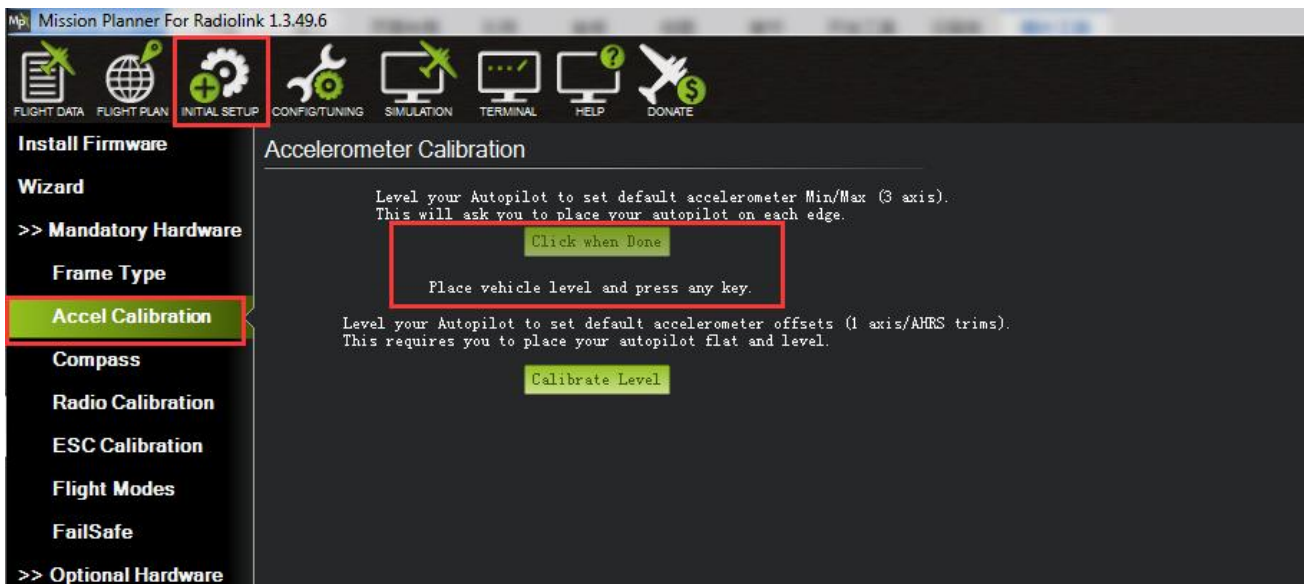 Mp Mission Planner For Radiolink 1.3.49.6
FLIGHT DATA FLIGHT PLAN INITIAL SETUP CONFIG/TUNING SIMULATION TERMINAL HELP DONATE
Install Firmware
Accelerometer Calibration
Wizard
Level your Autopilot to set default accelerometer Min/Max (3 axis).
This will ask you to place your autopilot on each edge.
>> Mandatory Hardware
Click when Done
Frame Type
Place vehicle level and press any key.
Accel Calibration
Level your Autopilot to set default accelerometer offsets (1 axis/AHRS trims).
This requires you to place your autopilot flat and level.
Compass
Calibrate Level
Radio Calibration
ESC Calibration
Flight Modes
FailSafe
>> Optional Hardware